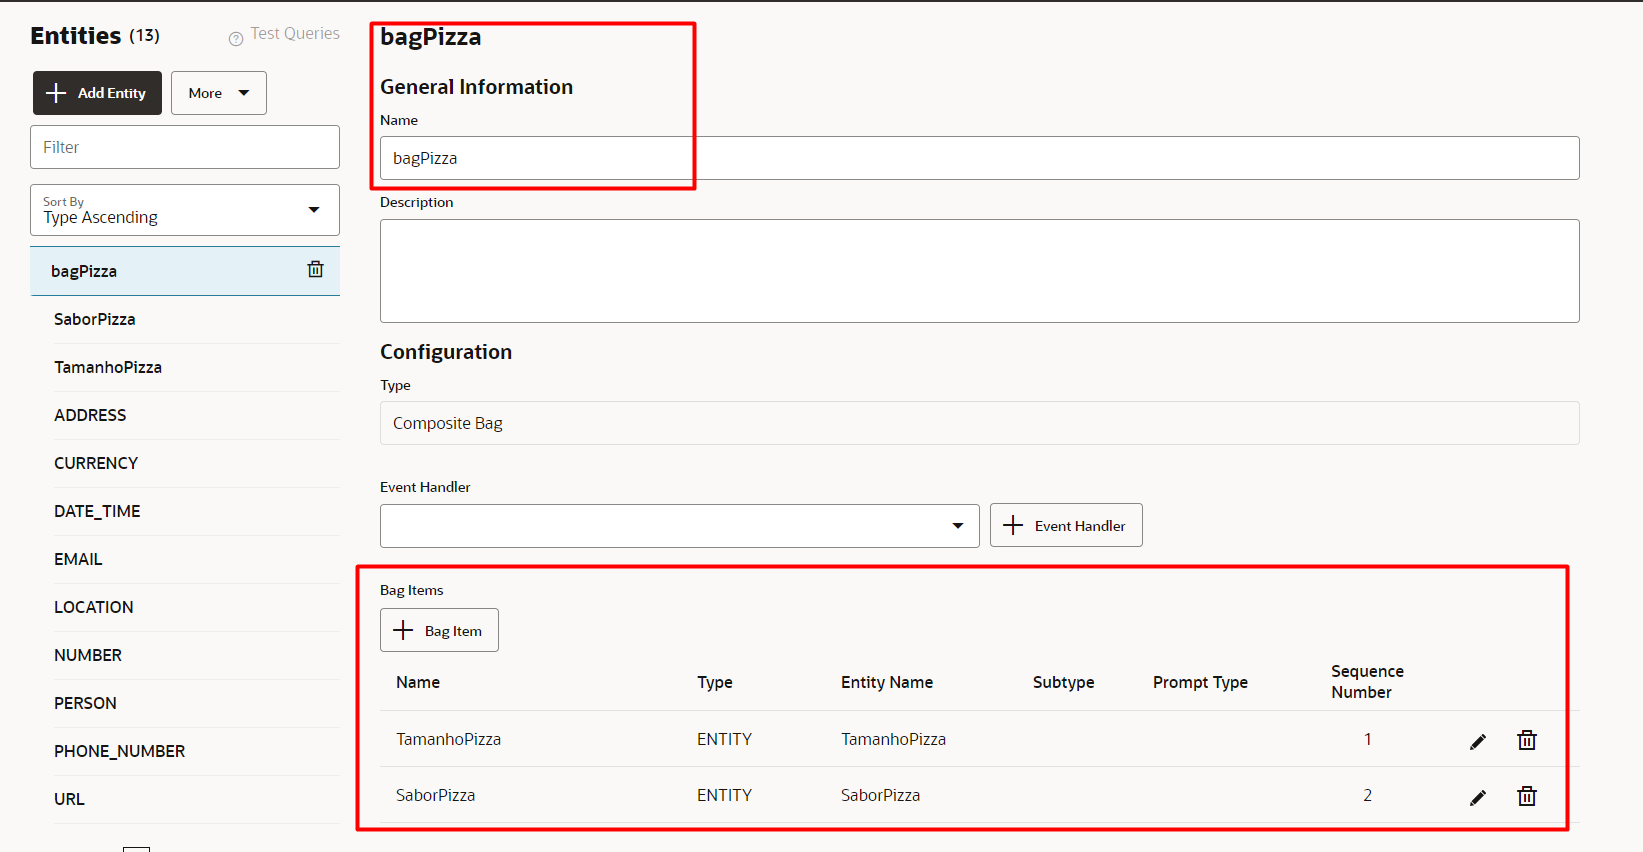 Entities (13)
Test Queries
Add Entity
More
Filter
Sort By
Type Ascending
bagPizza
SaborPizza
TamanhoPizza
ADDRESS
CURRENCY
DATE_TIME
EMAIL
LOCATION
NUMBER
PERSON
PHONE_NUMBER
URL
bagPizza
General Information
Name
bagPizza
Description
Configuration
Type
Composite Bag
Event Handler
Event Handler
Bag Items
Bag Item
Name Type Entity Name Subtype Prompt Type Sequence Number
TamanhoPizza ENTITY TamanhoPizza 1
SaborPizza ENTITY SaborPizza 2